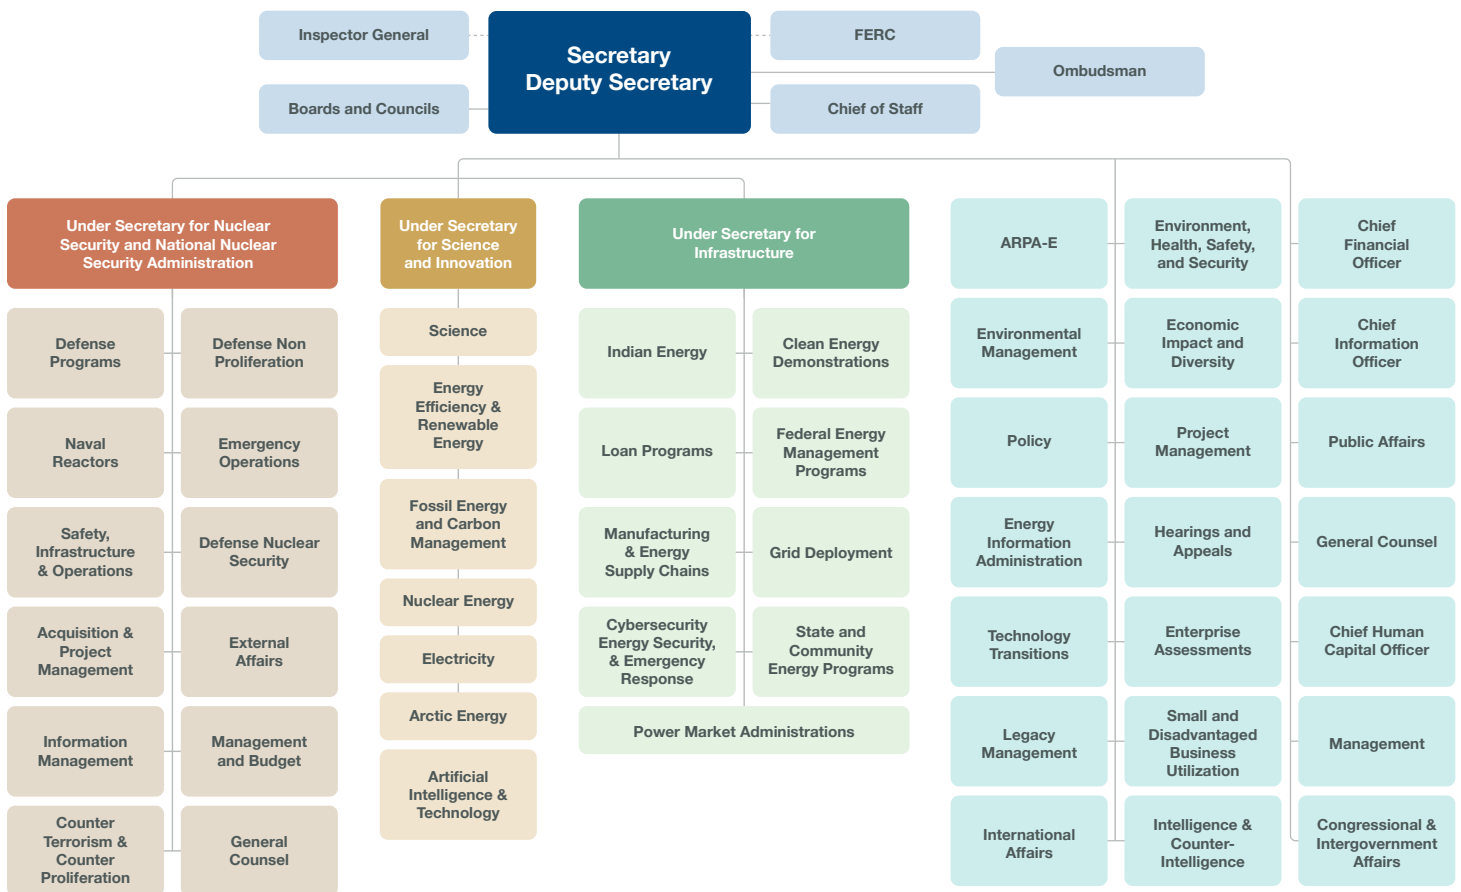 Inspector General
Secretary
Deputy Secretary
FERC
Ombudsman
Boards and Councils
Chief of Staff
Under Secretary for Nuclear
Security and National Nuclear
Security Administration
Defense
Programs
Defense Non
Proliferation
Naval
Reactors
Emergency
Operations
Safety,
Infrastructure
& Operations
Defense Nuclear
Security
Acquisition &
Project
Management
External
Affairs
Information
Management
Management
and Budget
Counter
Terrorism &
Counter
Proliferation
General
Counsel
Under Secretary
for Science
and Innovation
Science
Energy
Efficiency &
Renewable
Energy
Fossil Energy
and Carbon
Management
Nuclear Energy
Electricity
Arctic Energy
Artificial
Intelligence &
Technology
Under Secretary for
Infrastructure
Indian Energy
Clean Energy
Demonstrations
Loan Programs
Federal Energy
Management
Programs
Manufacturing
& Energy
Supply Chains
Grid Deployment
Cybersecurity
Energy Security,
& Emergency
Response
State and
Community
Energy Programs
Power Market Administrations
ARPA-E
Environment,
Health, Safety,
and Security
Chief
Financial
Officer
Environmental
Management
Economic
Impact and
Diversity
Chief
Information
Officer
Policy
Project
Management
Public Affairs
Energy
Information
Administration
Hearings and
Appeals
General Counsel
Technology
Transitions
Enterprise
Assessments
Chief Human
Capital Officer
Legacy
Management
Small and
Disadvantaged
Business
Utilization
Management
International
Affairs
Intelligence &
Counter-
Intelligence
Congressional &
Intergovernment
Affairs